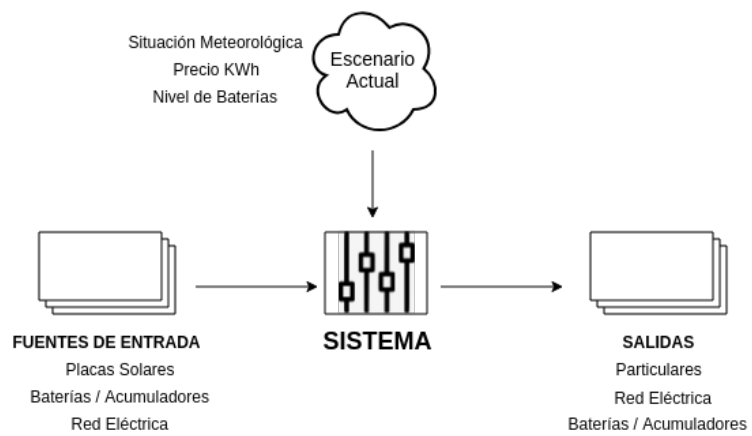 Situación Meteorológica
Precio KWh
Nivel de Baterías
Escenario
Actual
FUENTES DE ENTRADA
Placas Solares
Baterías / Acumuladores
Red Eléctrica
SISTEMA
SALIDAS
Particulares
Red Eléctrica
Baterías / Acumuladores